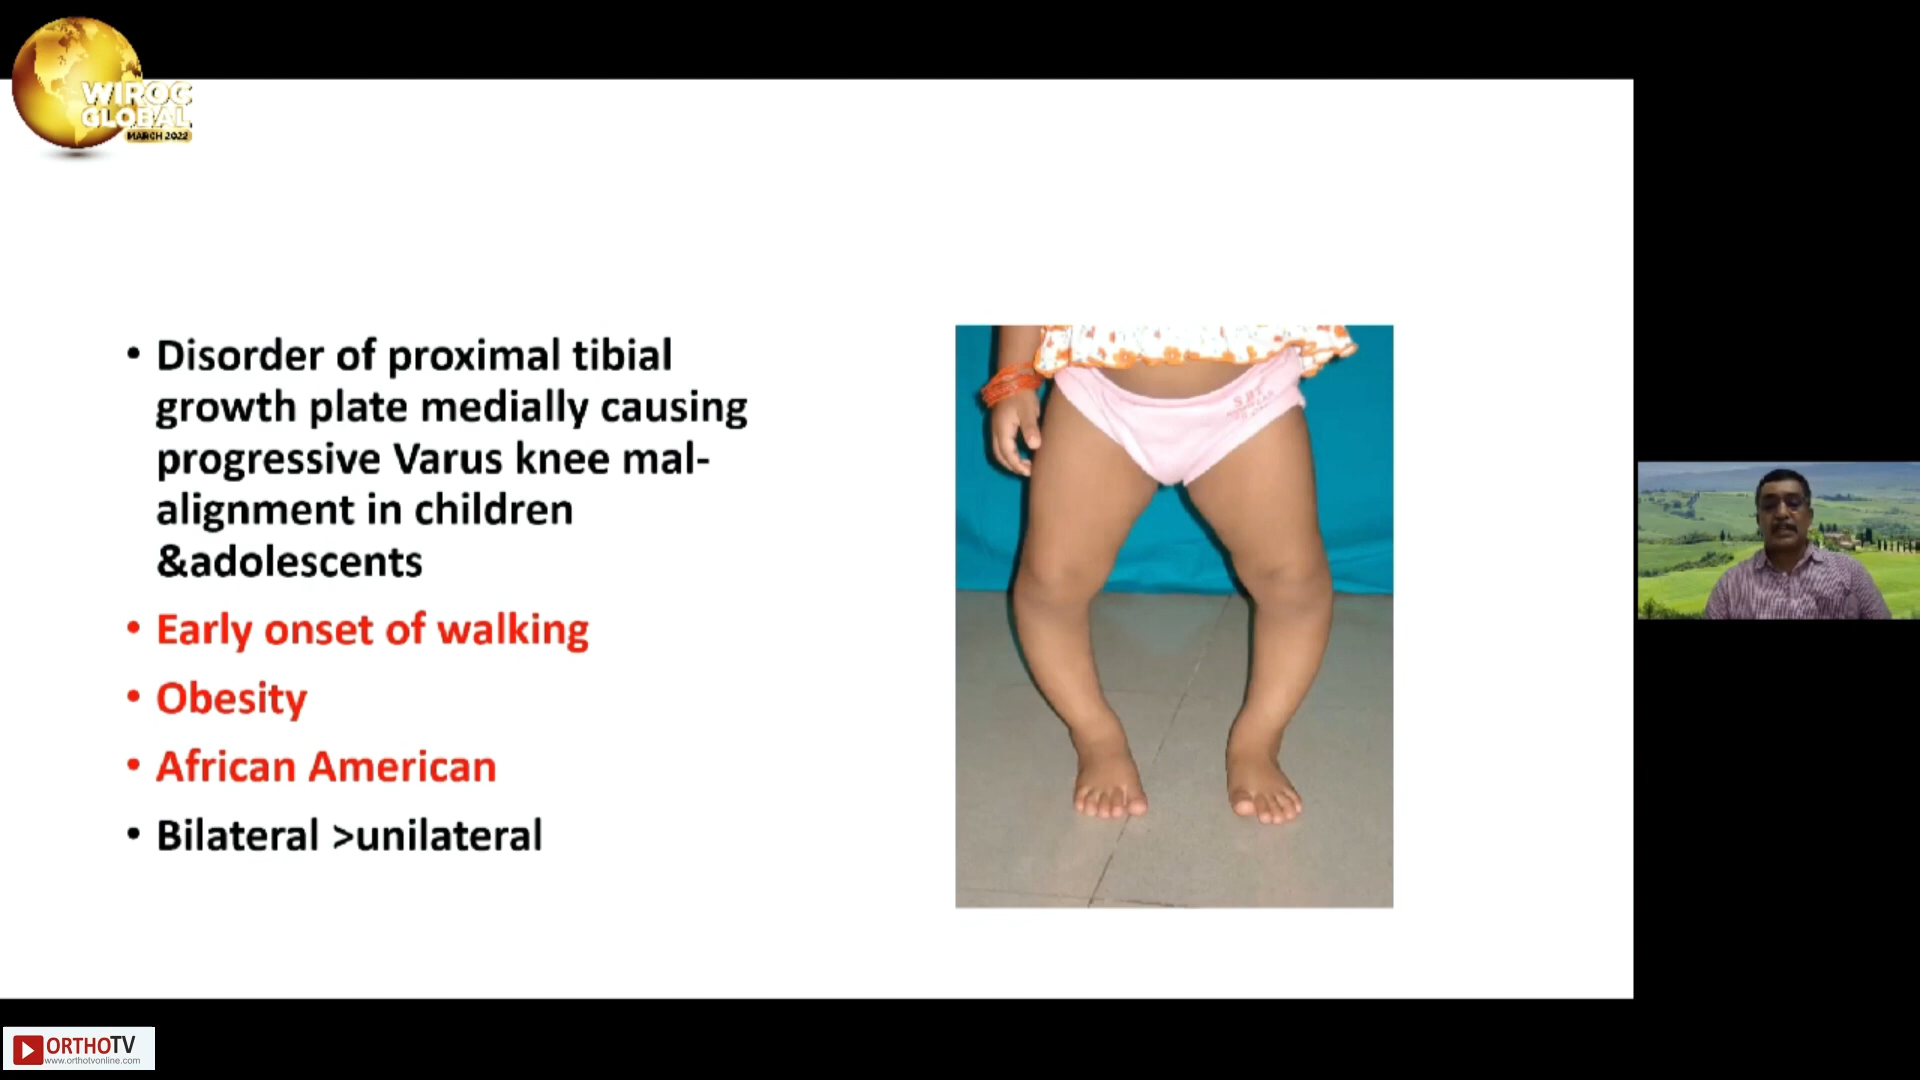 WIROC
GLOBAL
MARCH 2022
• Disorder of proximal tibial
growth plate medially causing
progressive Varus knee mal-
alignment in children
&adolescents
• Early onset of walking
• Obesity
• African American
• Bilateral >unilateral
ORTHOTV
www.orthotvonline.com